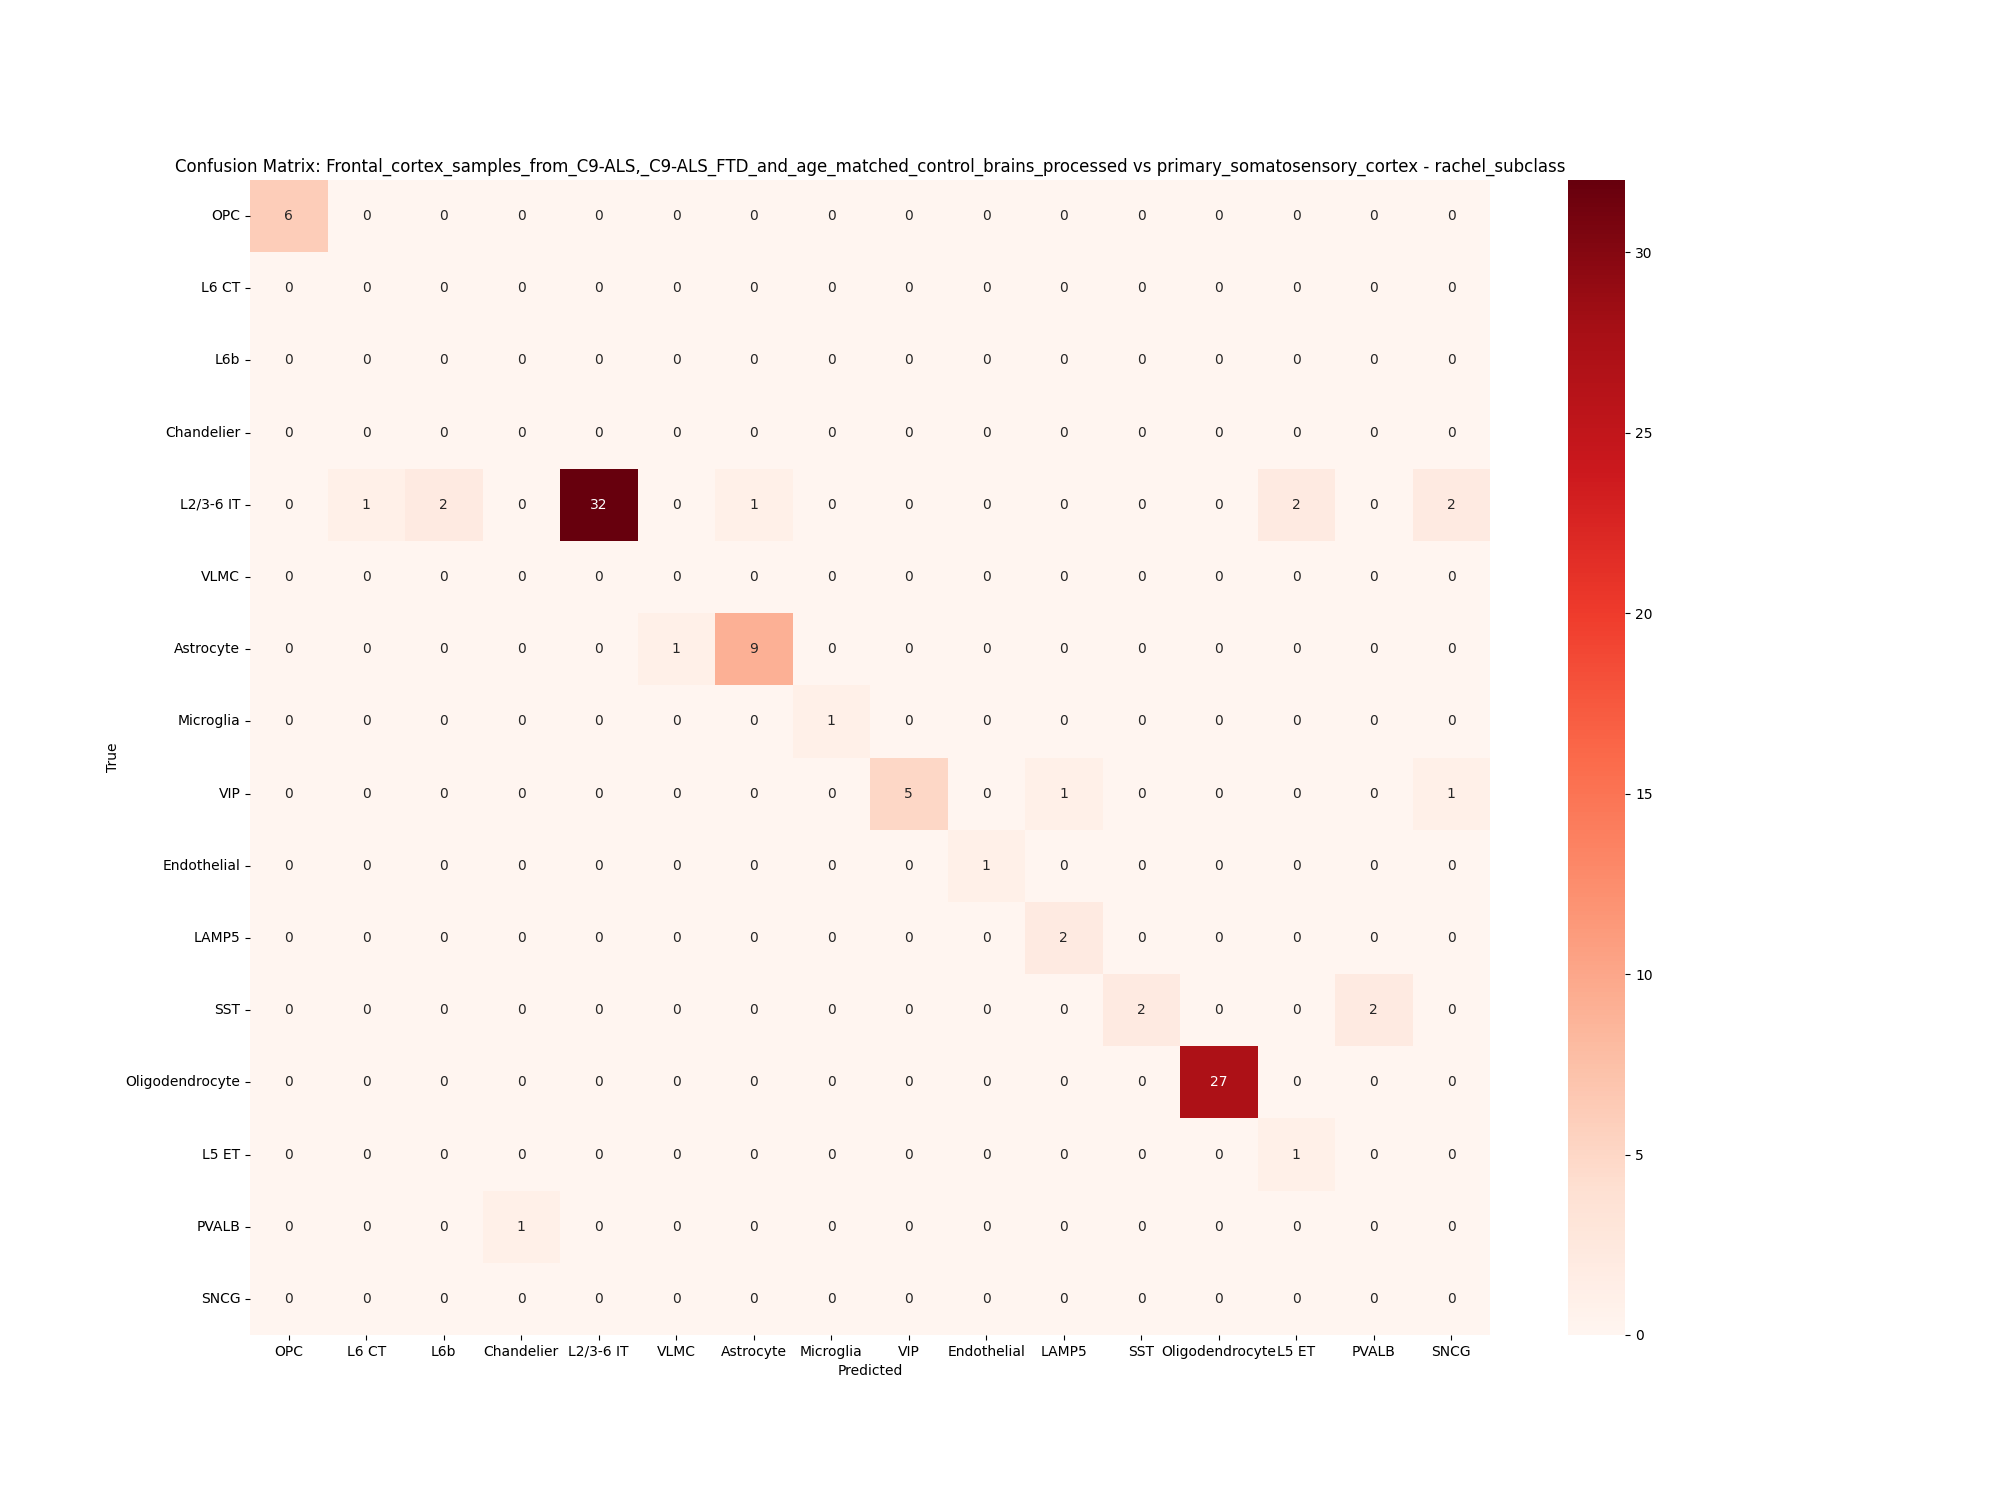 Confusion Matrix: Frontal_cortex_samples_from_C9-ALS,_C9-ALS_FTD_and_age_matched_control_brains_processed vs primary_somatosensory_cortex - rachel_subclass
OPC 6 0 0 0 0 0 0 0 0 0 0 0 0 0 0 0
L6 CT 0 0 0 0 0 0 0 0 0 0 0 0 0 0 0 0
L6b 0 0 0 0 0 0 0 0 0 0 0 0 0 0 0 0
Chandelier 0 0 0 0 0 0 0 0 0 0 0 0 0 0 0 0
L2/3-6 IT 0 1 2 0 32 0 1 0 0 0 0 0 0 2 0 2
VLMC 0 0 0 0 0 0 0 0 0 0 0 0 0 0 0 0
Astrocyte 0 0 0 0 0 1 9 0 0 0 0 0 0 0 0 0
Microglia 0 0 0 0 0 0 0 1 0 0 0 0 0 0 0 0
VIP 0 0 0 0 0 0 0 0 5 0 1 0 0 0 0 1
Endothelial 0 0 0 0 0 0 0 0 0 1 0 0 0 0 0 0
LAMP5 0 0 0 0 0 0 0 0 0 0 2 0 0 0 0 0
SST 0 0 0 0 0 0 0 0 0 0 0 2 0 0 2 0
Oligodendrocyte 0 0 0 0 0 0 0 0 0 0 0 0 27 0 0 0
L5 ET 0 0 0 0 0 0 0 0 0 0 0 0 0 1 0 0
PVALB 0 0 0 1 0 0 0 0 0 0 0 0 0 0 0 0
SNCG 0 0 0 0 0 0 0 0 0 0 0 0 0 0 0 0
OPC L6 CT L6b Chandelier L2/3-6 IT VLMC Astrocyte Microglia VIP Endothelial LAMP5 SST Oligodendrocyte L5 ET PVALB SNCG
Predicted
True
30
25
20
15
10
5
0